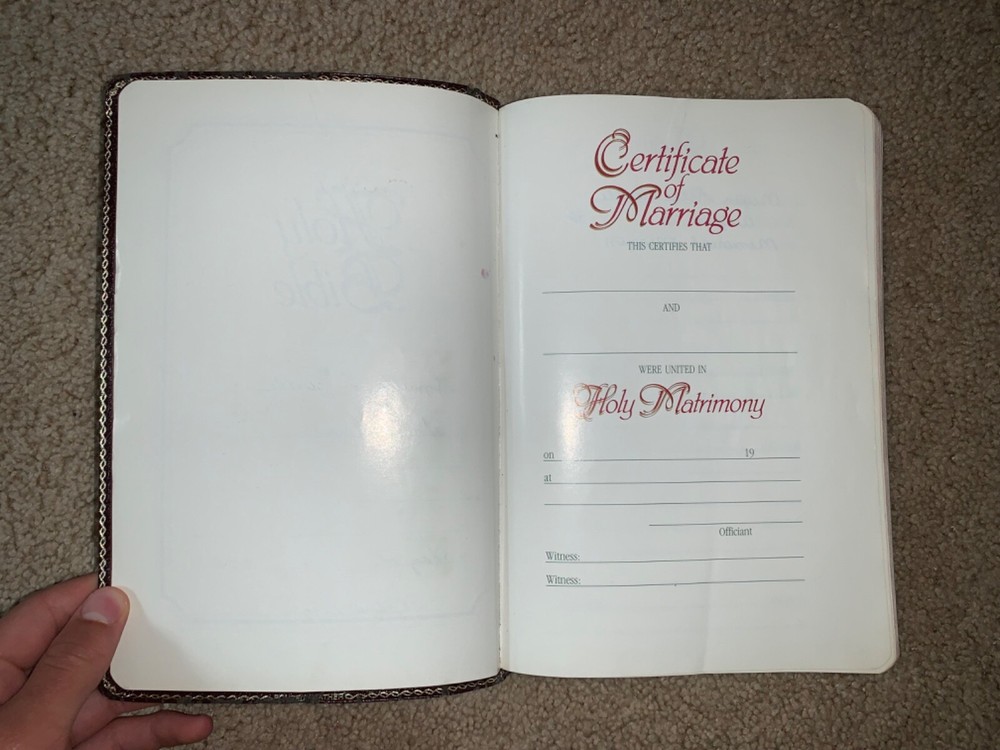 Certificate
of
Marriage
THIS CERTIFIES THAT
AND
WERE UNITED IN
Holy Matrimony
on 19
at
Officiant
Witness:
Witness: